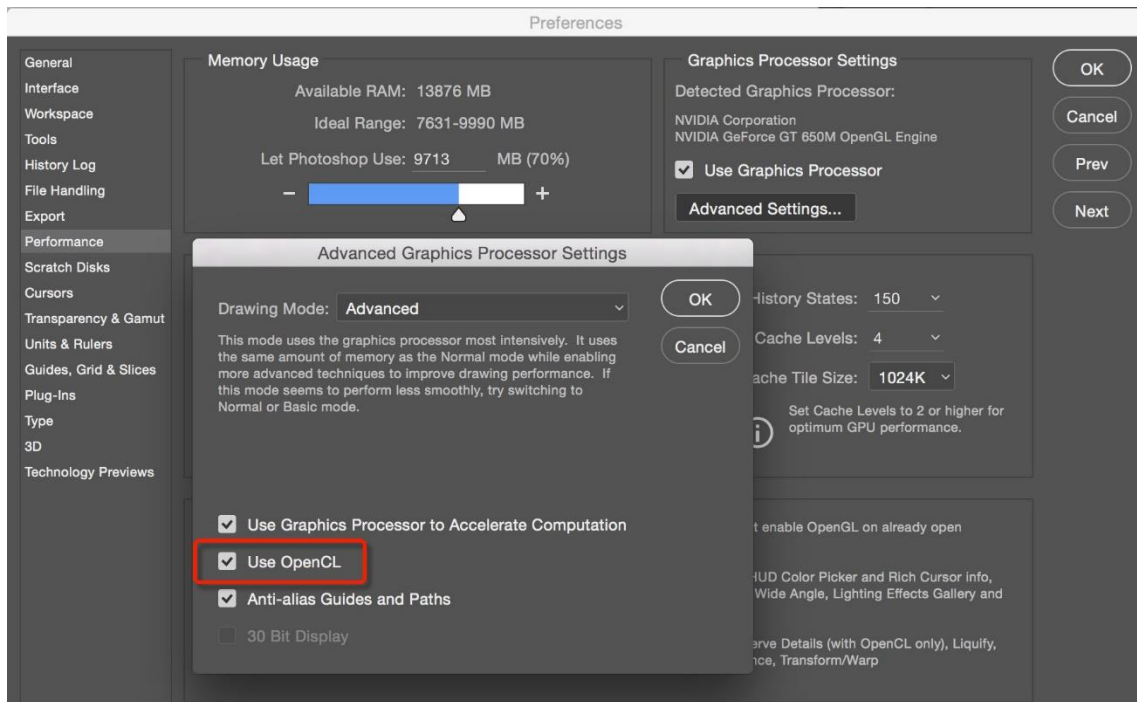 Preferences
General
Interface
Workspace
Tools
History Log
File Handling
Export
Performance
Scratch Disks
Cursors
Transparency & Gamut
Units & Rulers
Guides, Grid & Slices
Plug-Ins
Type
3D
Technology Previews
Memory Usage
Available RAM: 13876 MB
Ideal Range: 7631-9990 MB
Let Photoshop Use: 9713 MB (70%)
− +
Graphics Processor Settings
Detected Graphics Processor:
NVIDIA Corporation
NVIDIA GeForce GT 650M OpenGL Engine
Use Graphics Processor
Advanced Settings...
OK
Cancel
Prev
Next
Advanced Graphics Processor Settings
Drawing Mode: Advanced
This mode uses the graphics processor most intensively. It uses
the same amount of memory as the Normal mode while enabling
more advanced techniques to improve drawing performance. If
this mode seems to perform less smoothly, try switching to
Normal or Basic mode.
Use Graphics Processor to Accelerate Computation
Use OpenCL
Anti-alias Guides and Paths
30 Bit Display
OK
Cancel
History States: 150
Cache Levels: 4
ache Tile Size: 1024K
Set Cache Levels to 2 or higher for
optimum GPU performance.
t enable OpenGL on already open
HUD Color Picker and Rich Cursor info,
Wide Angle, Lighting Effects Gallery and
erve Details (with OpenCL only), Liquify,
nce, Transform/Warp